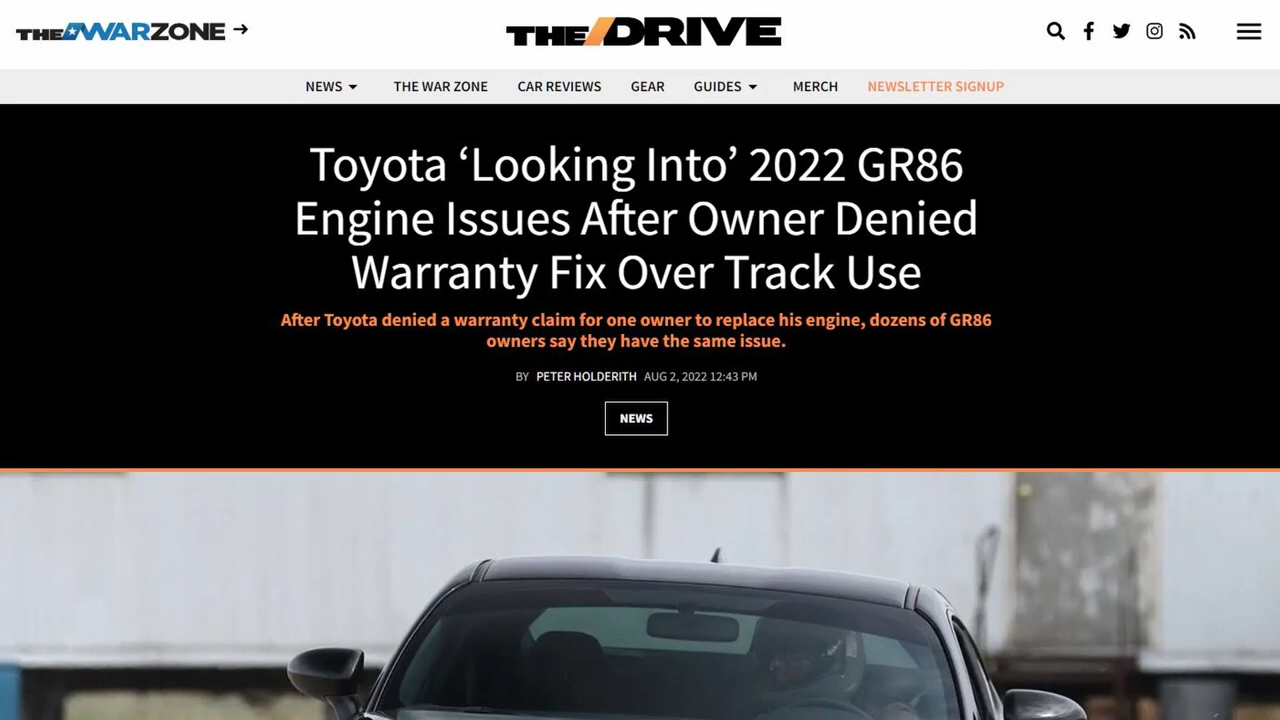 THE WARZONE →
THE DRIVE
NEWS
THE WAR ZONE
CAR REVIEWS
GEAR
GUIDES
MERCH
NEWSLETTER SIGNUP
Toyota ‘Looking Into’ 2022 GR86
Engine Issues After Owner Denied
Warranty Fix Over Track Use
After Toyota denied a warranty claim for one owner to replace his engine, dozens of GR86
owners say they have the same issue.
BY PETER HOLDERITH AUG 2, 2022 12:43 PM
NEWS